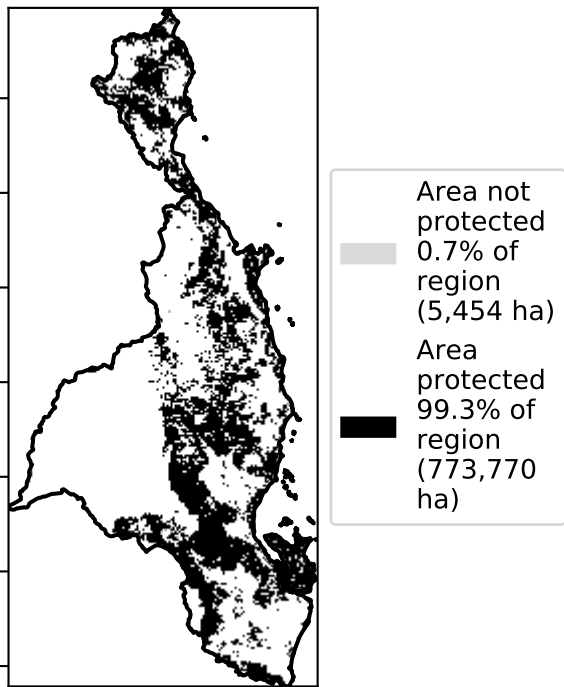 Area not
protected
0.7% of
region
(5,454 ha)
Area
protected
99.3% of
region
(773,770
ha)